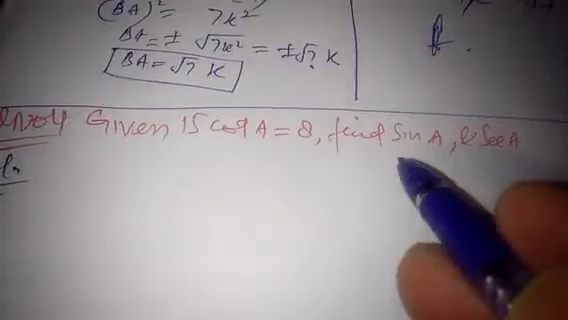 (BA)² = 7k²
BA = ± √7k² = ±√7 k
BA = √7 k
Given 15 cot A = 8, find Sin A, & Sec A